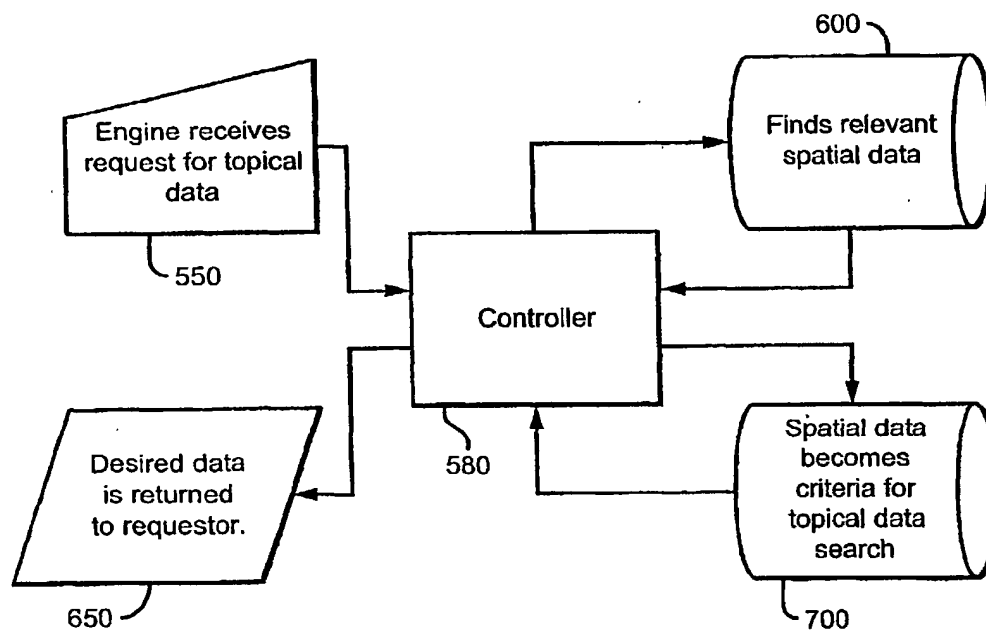 600
Engine receives
request for topical
data
550
Finds relevant
spatial data
Controller
580
Desired data
is returned
to requestor.
650
Spatial data
becomes
criteria for
topical data
search
700